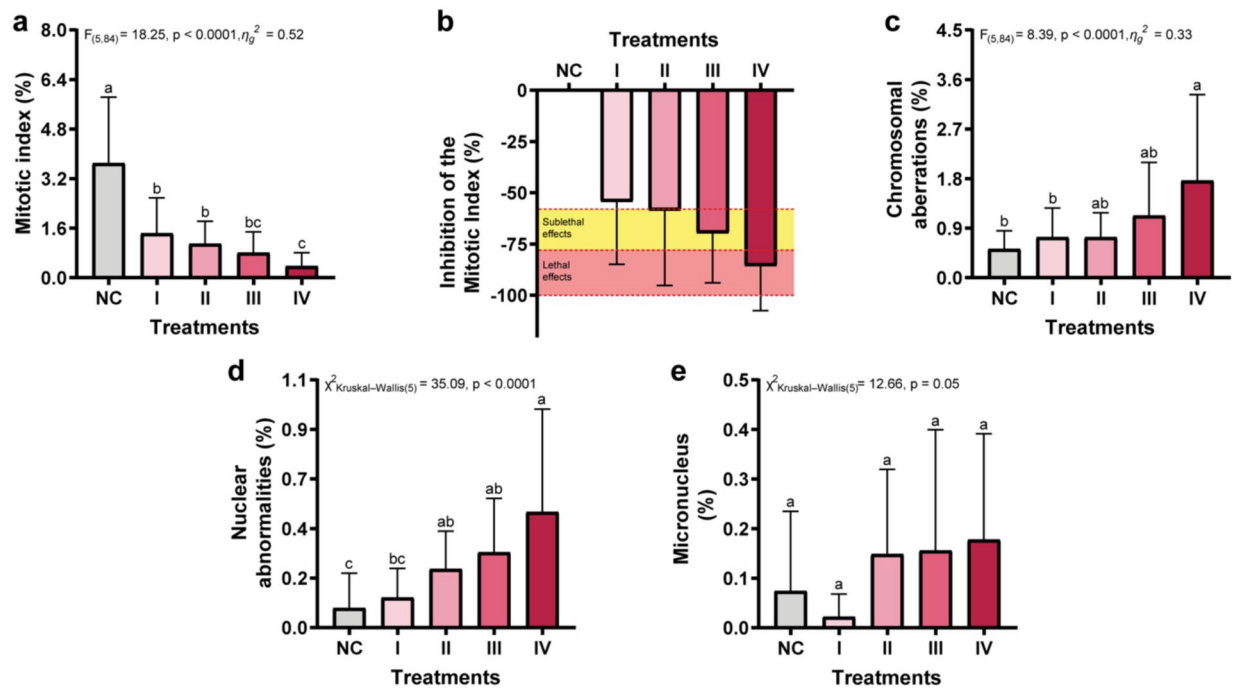 a
F(5,84) = 18.25, p < 0.0001, ηg² = 0.52
Mitotic index (%)
8.0
6.4
4.8
3.2
1.6
0.0
a
b
b
bc
c
NC I II III IV
Treatments
b
Treatments
NC I II III IV
Inhibition of the
Mitotic Index (%)
0
-25
-50
-75
-100
Sublethal
effects
Lethal
effects
c
F(5,84) = 8.39, p < 0.0001, ηg² = 0.33
Chromosomal
aberrations (%)
4.5
3.6
2.7
1.8
0.9
0.0
b
b
ab
ab
a
NC I II III IV
Treatments
d
χ²Kruskal–Wallis(5) = 35.09, p < 0.0001
Nuclear
abnormalities (%)
1.1
0.9
0.7
0.4
0.2
0.0
c
bc
ab
ab
a
NC I II III IV
Treatments
e
χ²Kruskal–Wallis(5) = 12.66, p = 0.05
Micronucleus
(%)
0.5
0.4
0.3
0.2
0.1
0.0
a
a
a
a
a
NC I II III IV
Treatments